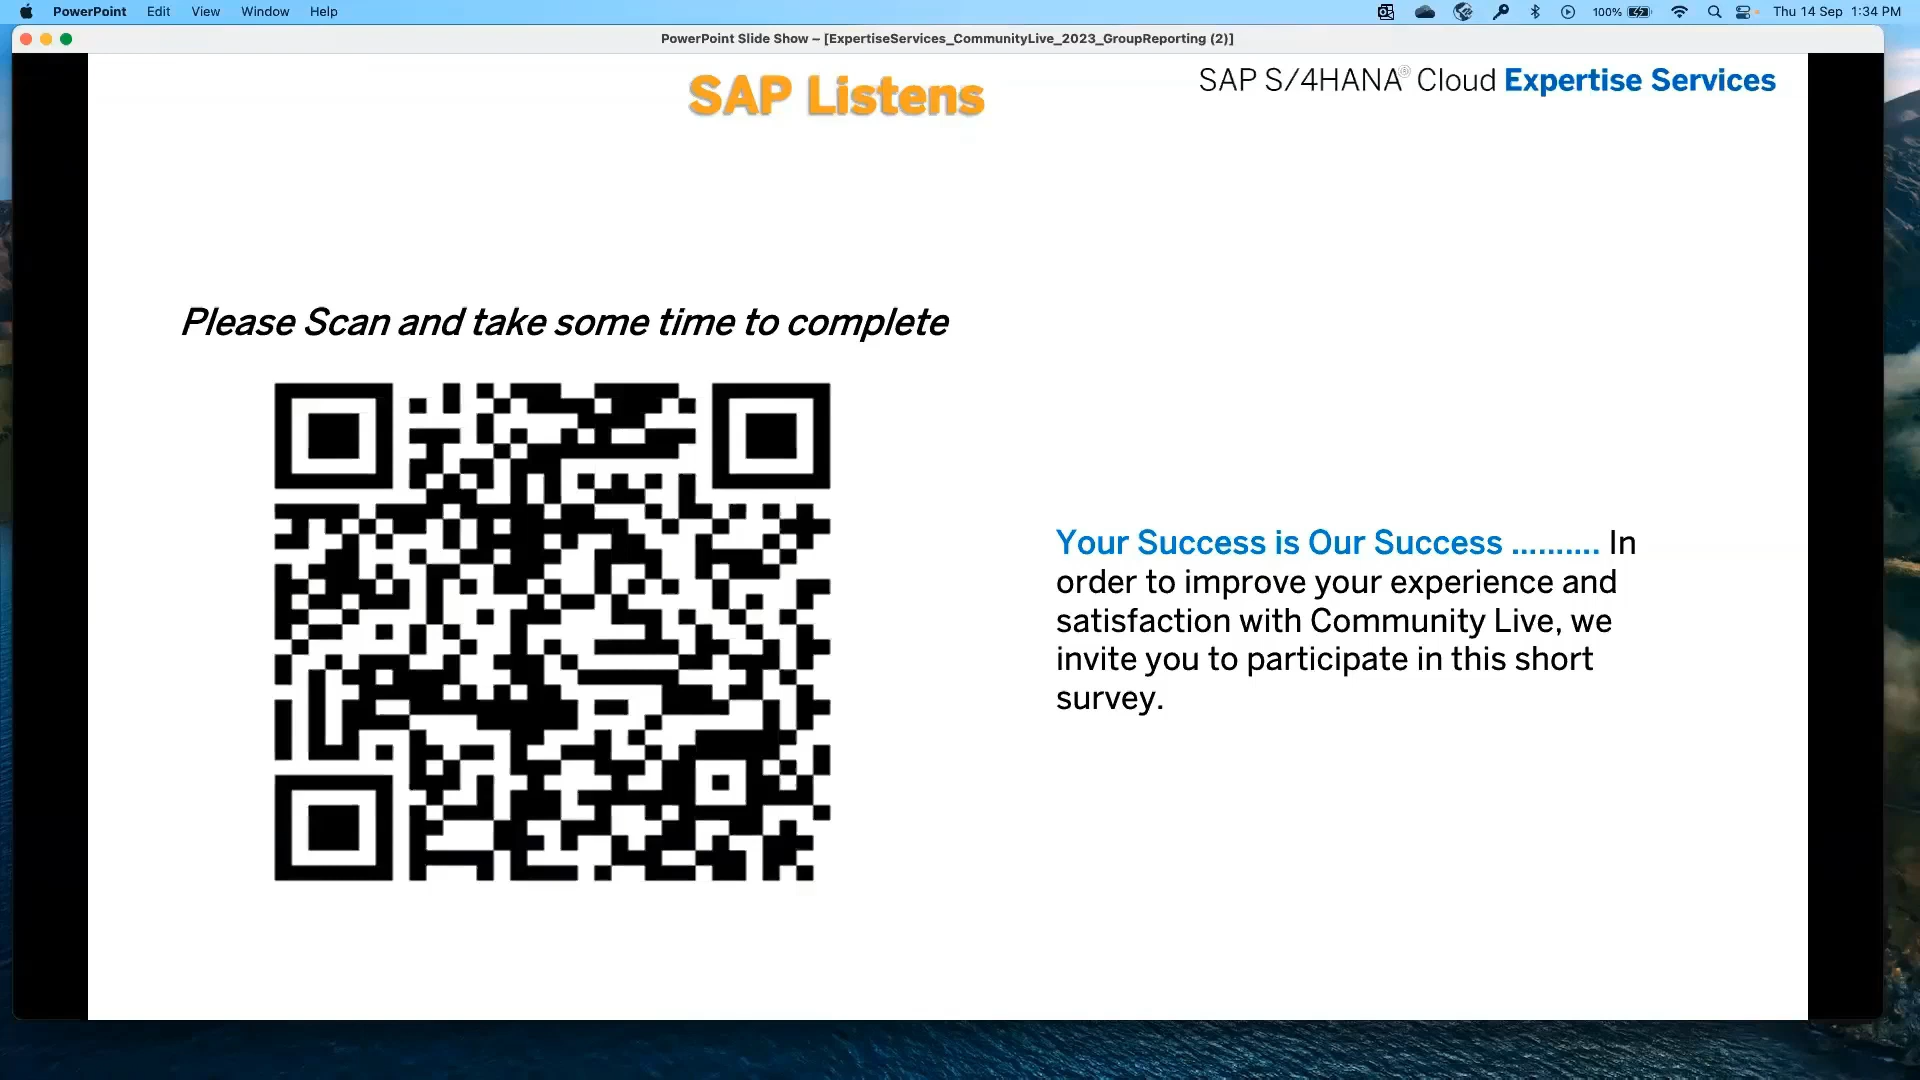 PowerPoint Edit View Window Help 100% Thu 14 Sep 1:34 PM
PowerPoint Slide Show – [ExpertiseServices_CommunityLive_2023_GroupReporting (2)]
SAP Listens
SAP S/4HANA® Cloud Expertise Services
Please Scan and take some time to complete
Your Success is Our Success .......... In
order to improve your experience and
satisfaction with Community Live, we
invite you to participate in this short
survey.